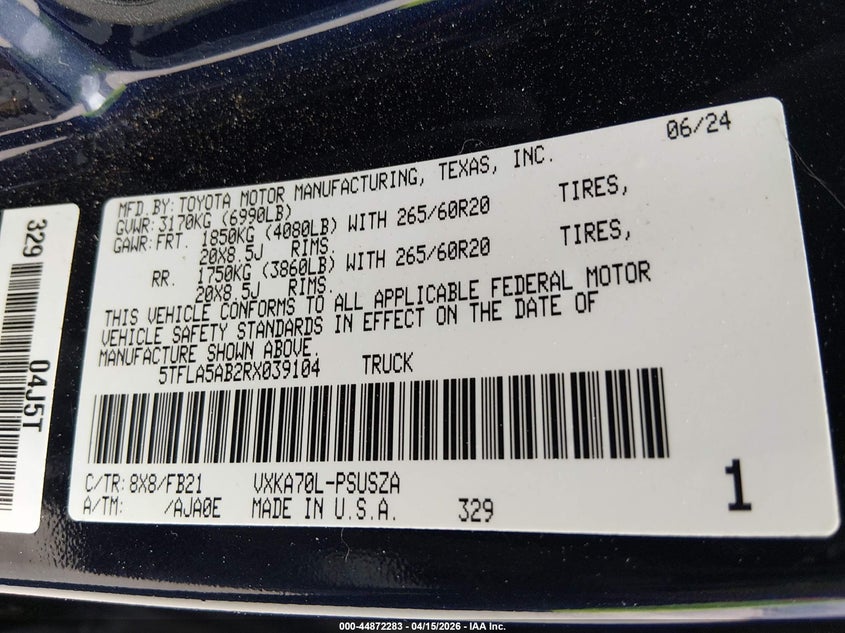 06/24
MFD.BY:TOYOTA MOTOR MANUFACTURING, TEXAS, INC.
GVWR:3170KG (6990LB)
GAWR:FRT. 1850KG (4080LB) WITH 265/60R20 TIRES,
20X8.5J RIMS.
RR. 1750KG (3860LB) WITH 265/60R20 TIRES,
20X8.5J RIMS.
THIS VEHICLE CONFORMS TO ALL APPLICABLE FEDERAL MOTOR
VEHICLE SAFETY STANDARDS IN EFFECT ON THE DATE OF
MANUFACTURE SHOWN ABOVE.
5TFLA5AB2RX039104 TRUCK
C/TR:8X8/FB21 VXKA70L-PSUSZA
A/TM: /AJA0E MADE IN U.S.A. 329
1
329
04J5T
000-44872283 - 04/15/2026 - IAA Inc.